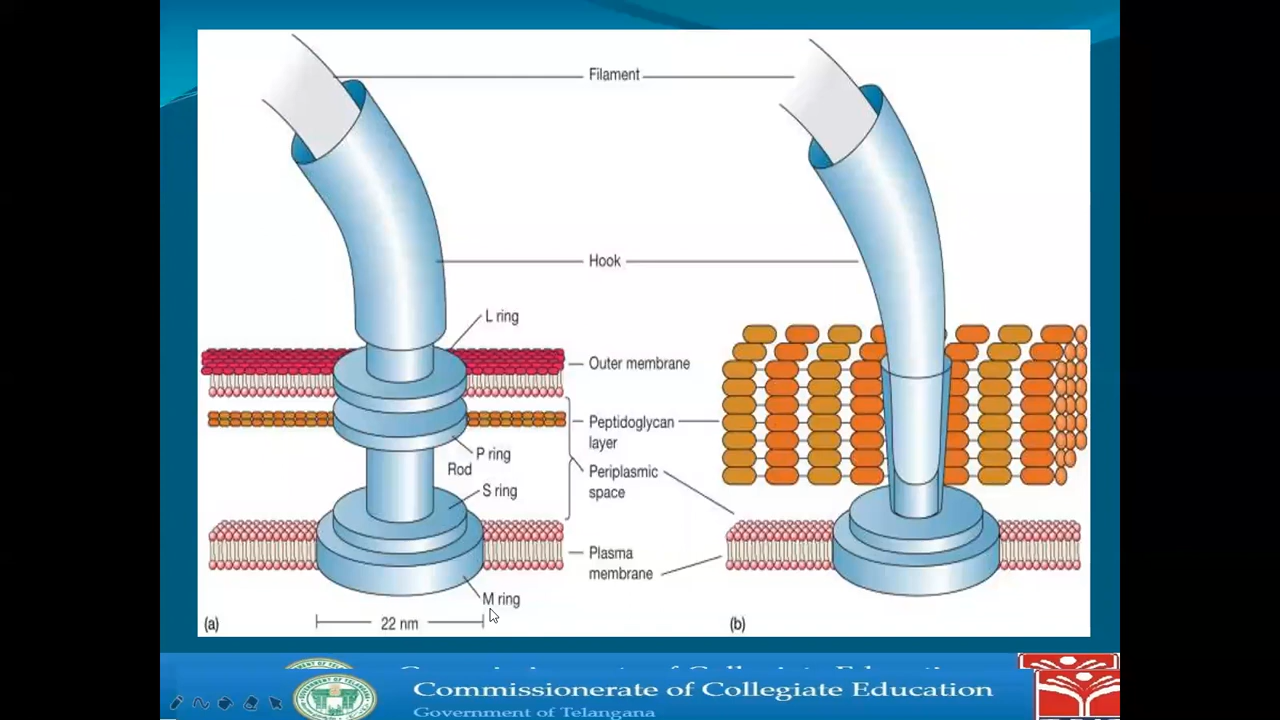 Filament
Hook
L ring
Outer membrane
Peptidoglycan
layer
P ring
Rod
Periplasmic
space
S ring
Plasma
membrane
M ring
22 nm
(a)
(b)
Commissionerate of Collegiate Education
Government of Telangana